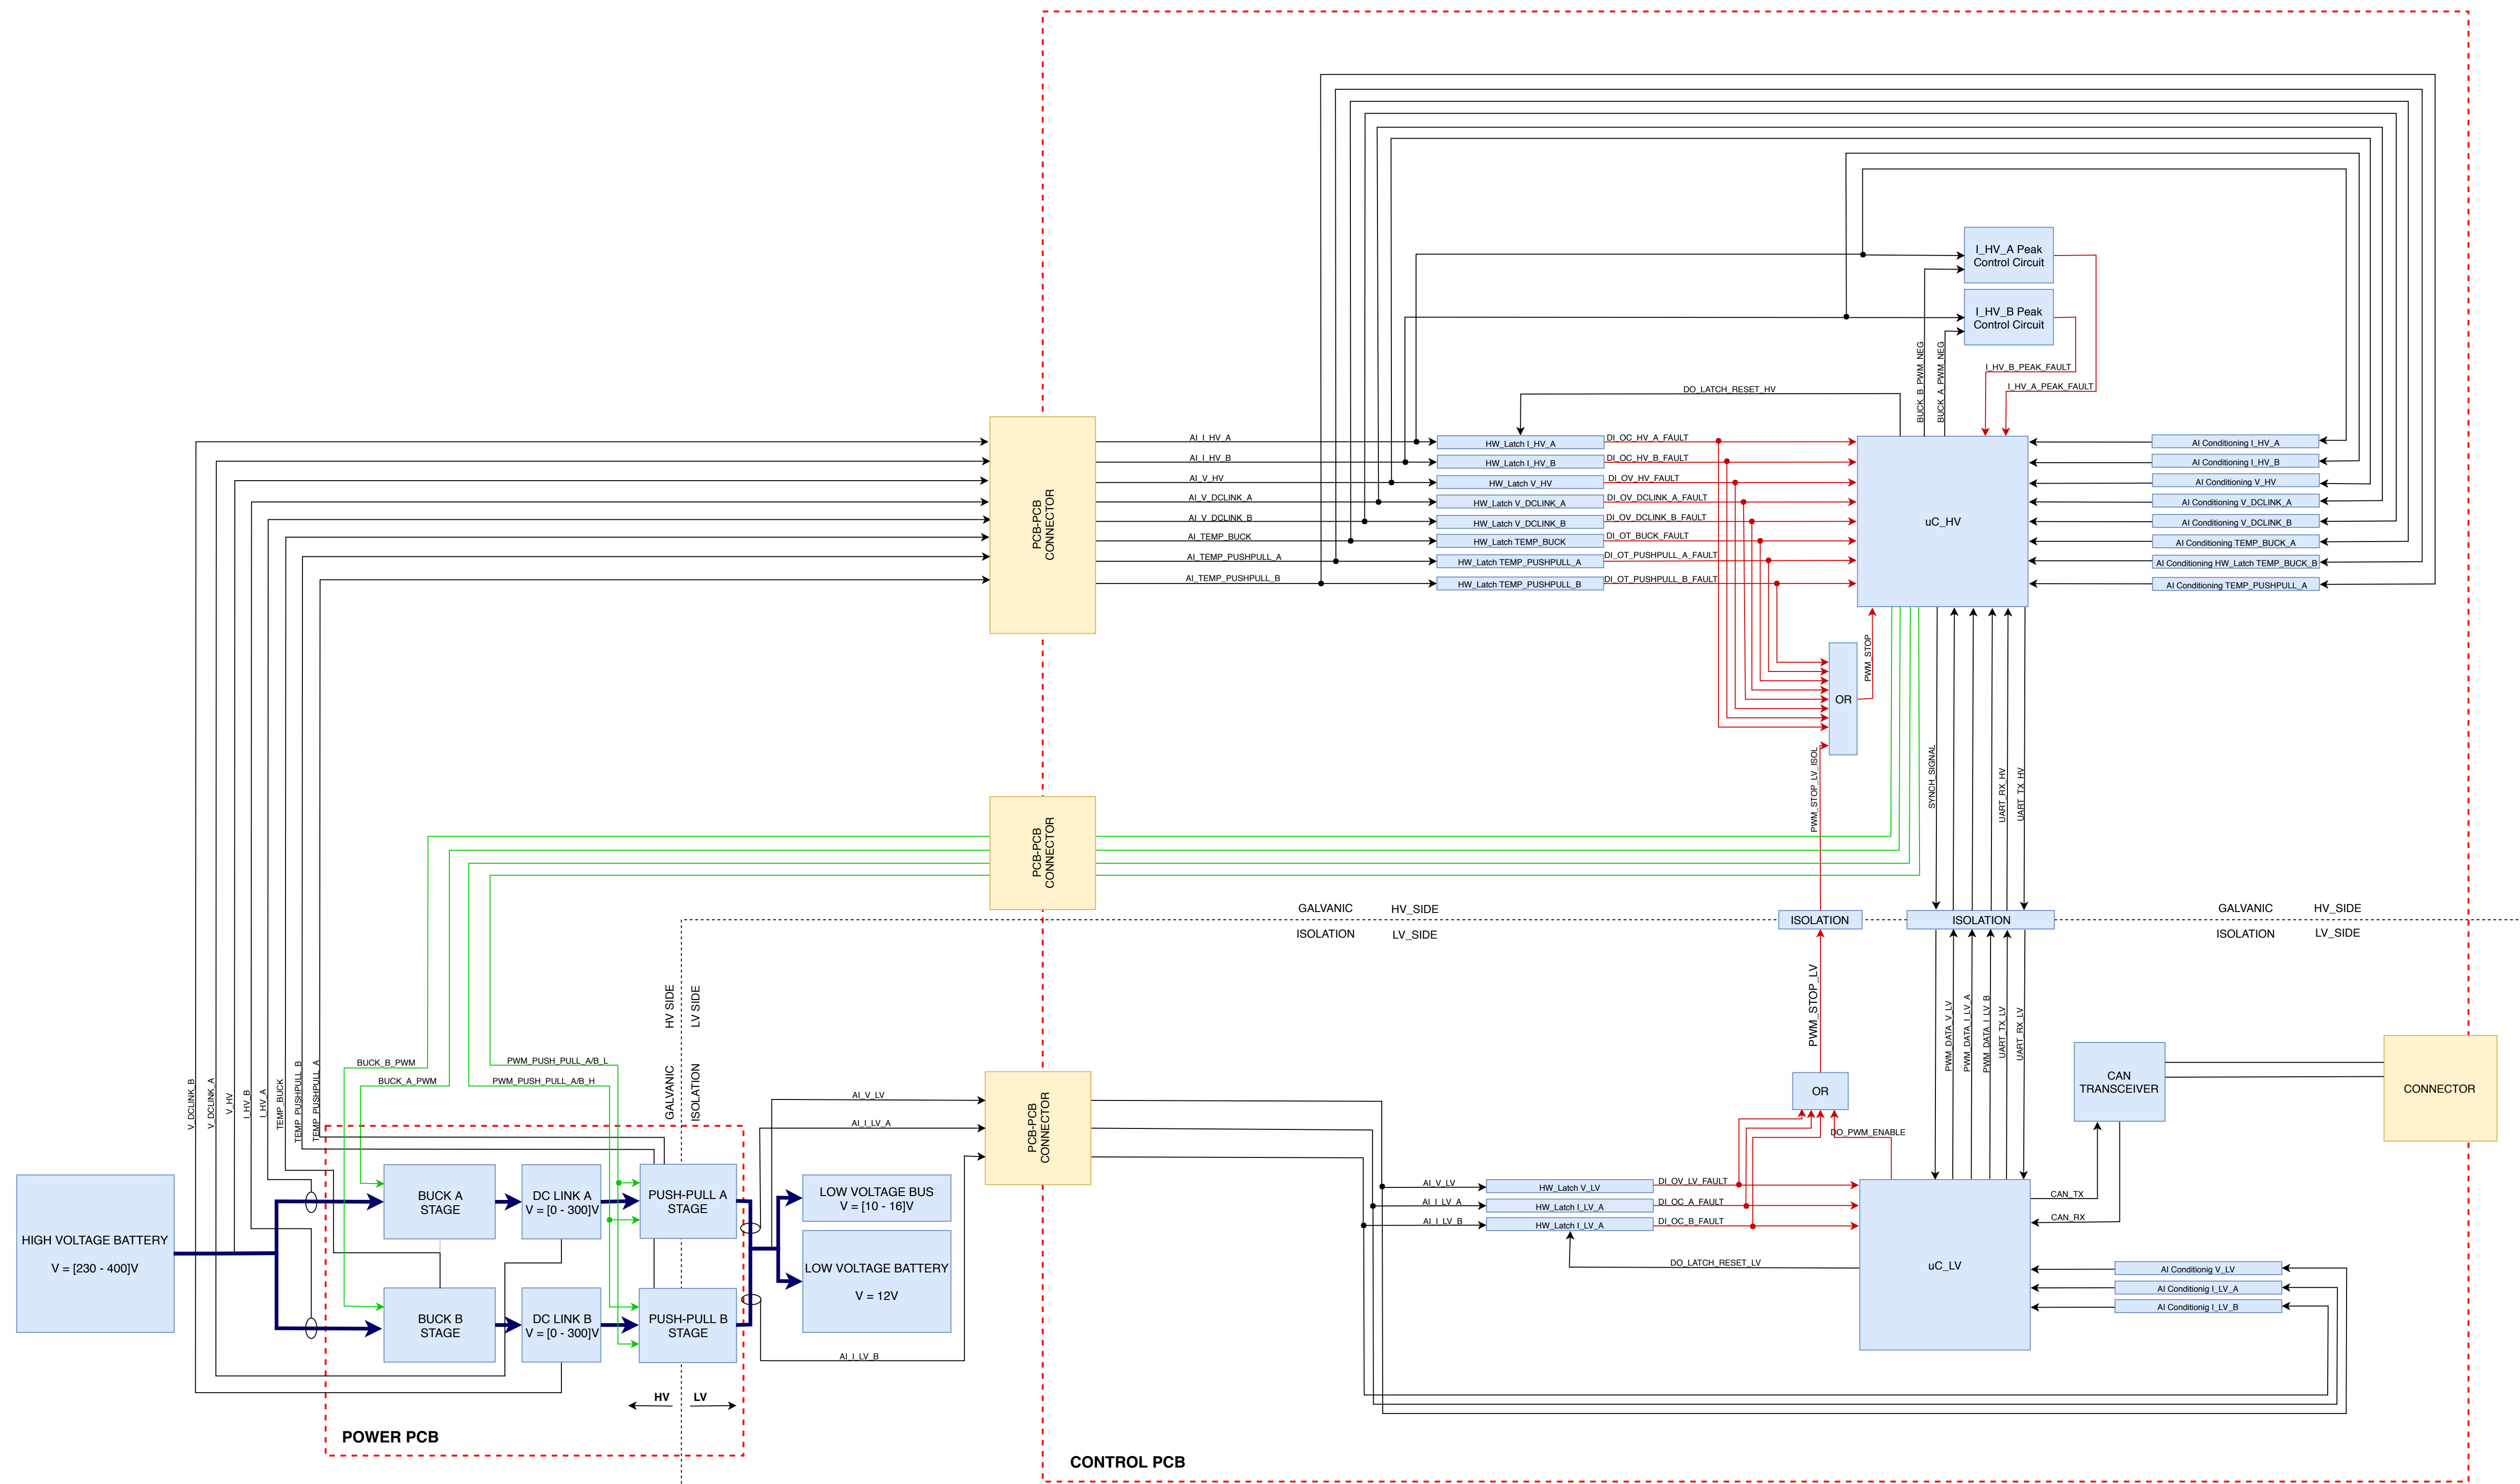 I_HV_A Peak
Control Circuit
I_HV_B Peak
Control Circuit
BUCK_B_PWM_NEG
BUCK_A_PWM_NEG
I_HV_B_PEAK_FAULT
I_HV_A_PEAK_FAULT
DO_LATCH_RESET_HV
PCB-PCB
CONNECTOR
AI_I_HV_A
AI_I_HV_B
AI_V_HV
AI_V_DCLINK_A
AI_V_DCLINK_B
AI_TEMP_BUCK
AI_TEMP_PUSHPULL_A
AI_TEMP_PUSHPULL_B
HW_Latch I_HV_A
HW_Latch I_HV_B
HW_Latch V_HV
HW_Latch V_DCLINK_A
HW_Latch V_DCLINK_B
HW_Latch TEMP_BUCK
HW_Latch TEMP_PUSHPULL_A
HW_Latch TEMP_PUSHPULL_B
DI_OC_HV_A_FAULT
DI_OC_HV_B_FAULT
DI_OV_HV_FAULT
DI_OV_DCLINK_A_FAULT
DI_OV_DCLINK_B_FAULT
DI_OT_BUCK_FAULT
DI_OT_PUSHPULL_A_FAULT
DI_OT_PUSHPULL_B_FAULT
uC_HV
AI Conditioning I_HV_A
AI Conditioning I_HV_B
AI Conditioning V_HV
AI Conditioning V_DCLINK_A
AI Conditioning V_DCLINK_B
AI Conditioning TEMP_BUCK_A
AI Conditioning HW_Latch TEMP_BUCK_B
AI Conditioning TEMP_PUSHPULL_A
PWM_STOP
OR
PWM_STOP_LV_ISOL
SYNCH_SIGNAL
UART_RX_HV
UART_TX_HV
PCB-PCB
CONNECTOR
GALVANIC HV_SIDE
ISOLATION LV_SIDE
ISOLATION
ISOLATION
GALVANIC HV_SIDE
ISOLATION LV_SIDE
HV SIDE
LV SIDE
GALVANIC
ISOLATION
PWM_STOP_LV
PWM_DATA_V_LV
PWM_DATA_I_LV_A
PWM_DATA_I_LV_B
UART_TX_LV
UART_RX_LV
V_DCLINK_B
V_DCLINK_A
V_HV
I_HV_B
I_HV_A
TEMP_BUCK
TEMP_PUSHPULL_B
TEMP_PUSHPULL_A
BUCK_B_PWM
BUCK_A_PWM
PWM_PUSH_PULL_A/B_L
PWM_PUSH_PULL_A/B_H
HIGH VOLTAGE BATTERY
V = [230 - 400]V
BUCK A
STAGE
DC LINK A
V = [0 - 300]V
PUSH-PULL A
STAGE
BUCK B
STAGE
DC LINK B
V = [0 - 300]V
PUSH-PULL B
STAGE
HV
LV
POWER PCB
LOW VOLTAGE BUS
V = [10 - 16]V
LOW VOLTAGE BATTERY
V = 12V
AI_V_LV
AI_I_LV_A
AI_I_LV_B
PCB-PCB
CONNECTOR
OR
DO_PWM_ENABLE
AI_V_LV
AI_I_LV_A
AI_I_LV_B
HW_Latch V_LV
HW_Latch I_LV_A
HW_Latch I_LV_A
DI_OV_LV_FAULT
DI_OC_A_FAULT
DI_OC_B_FAULT
DO_LATCH_RESET_LV
uC_LV
CAN_TX
CAN_RX
CAN
TRANSCEIVER
CONNECTOR
AI Conditionig V_LV
AI Conditionig I_LV_A
AI Conditionig I_LV_B
CONTROL PCB